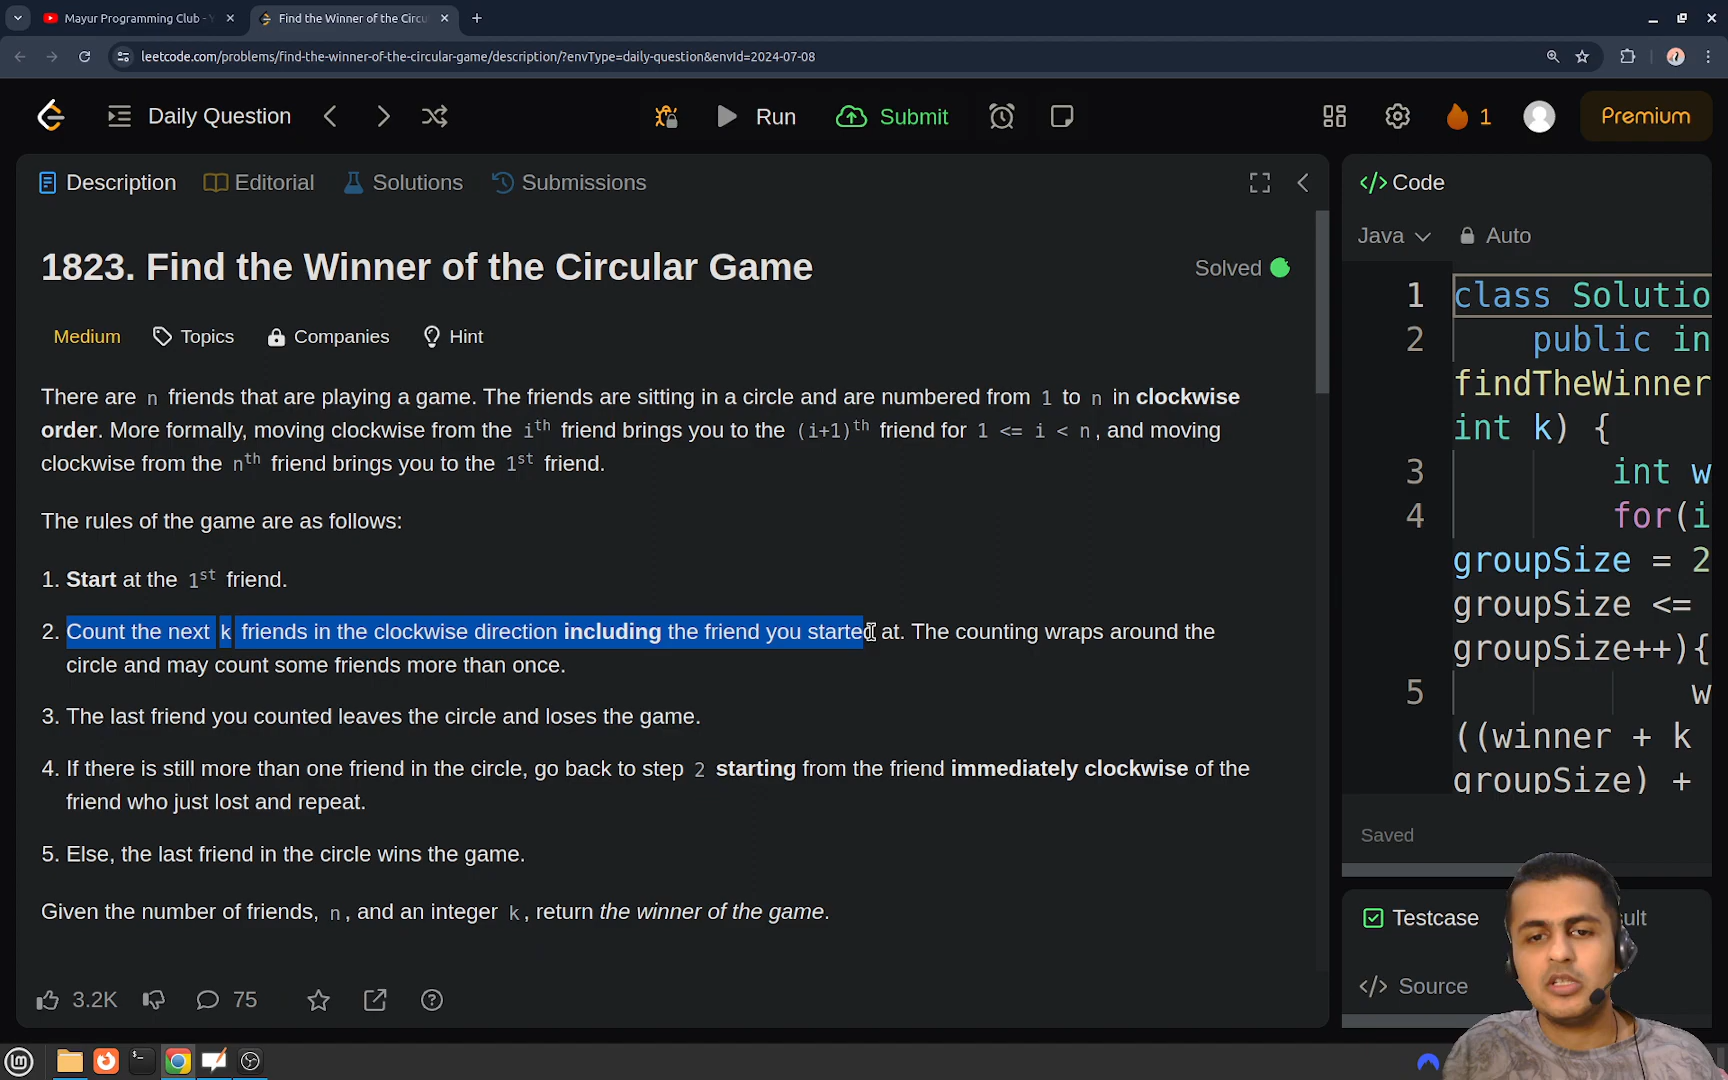 Mayur Programming Club - Y
Find the Winner of the Circu
leetcode.com/problems/find-the-winner-of-the-circular-game/description/?envType=daily-question&envId=2024-07-08
Daily Question
Run
Submit
1
Premium
Description
Editorial
Solutions
Submissions
</> Code
Java
Auto
1823. Find the Winner of the Circular Game
Solved
Medium
Topics
Companies
Hint
There are n friends that are playing a game. The friends are sitting in a circle and are numbered from 1 to n in clockwise
order. More formally, moving clockwise from the ith friend brings you to the (i+1)th friend for 1 <= i < n, and moving
clockwise from the nth friend brings you to the 1st friend.
The rules of the game are as follows:
1. Start at the 1st friend.
2. Count the next k friends in the clockwise direction including the friend you started at. The counting wraps around the
circle and may count some friends more than once.
3. The last friend you counted leaves the circle and loses the game.
4. If there is still more than one friend in the circle, go back to step 2 starting from the friend immediately clockwise of the
friend who just lost and repeat.
5. Else, the last friend in the circle wins the game.
Given the number of friends, n, and an integer k, return the winner of the game.
3.2K
75
1 class Solutio
2 public in
findTheWinner
int k) {
3 int w
4 for(i
groupSize = 2
groupSize <=
groupSize++){
5 w
((winner + k
groupSize) +
Saved
Testcase
ult
</> Source